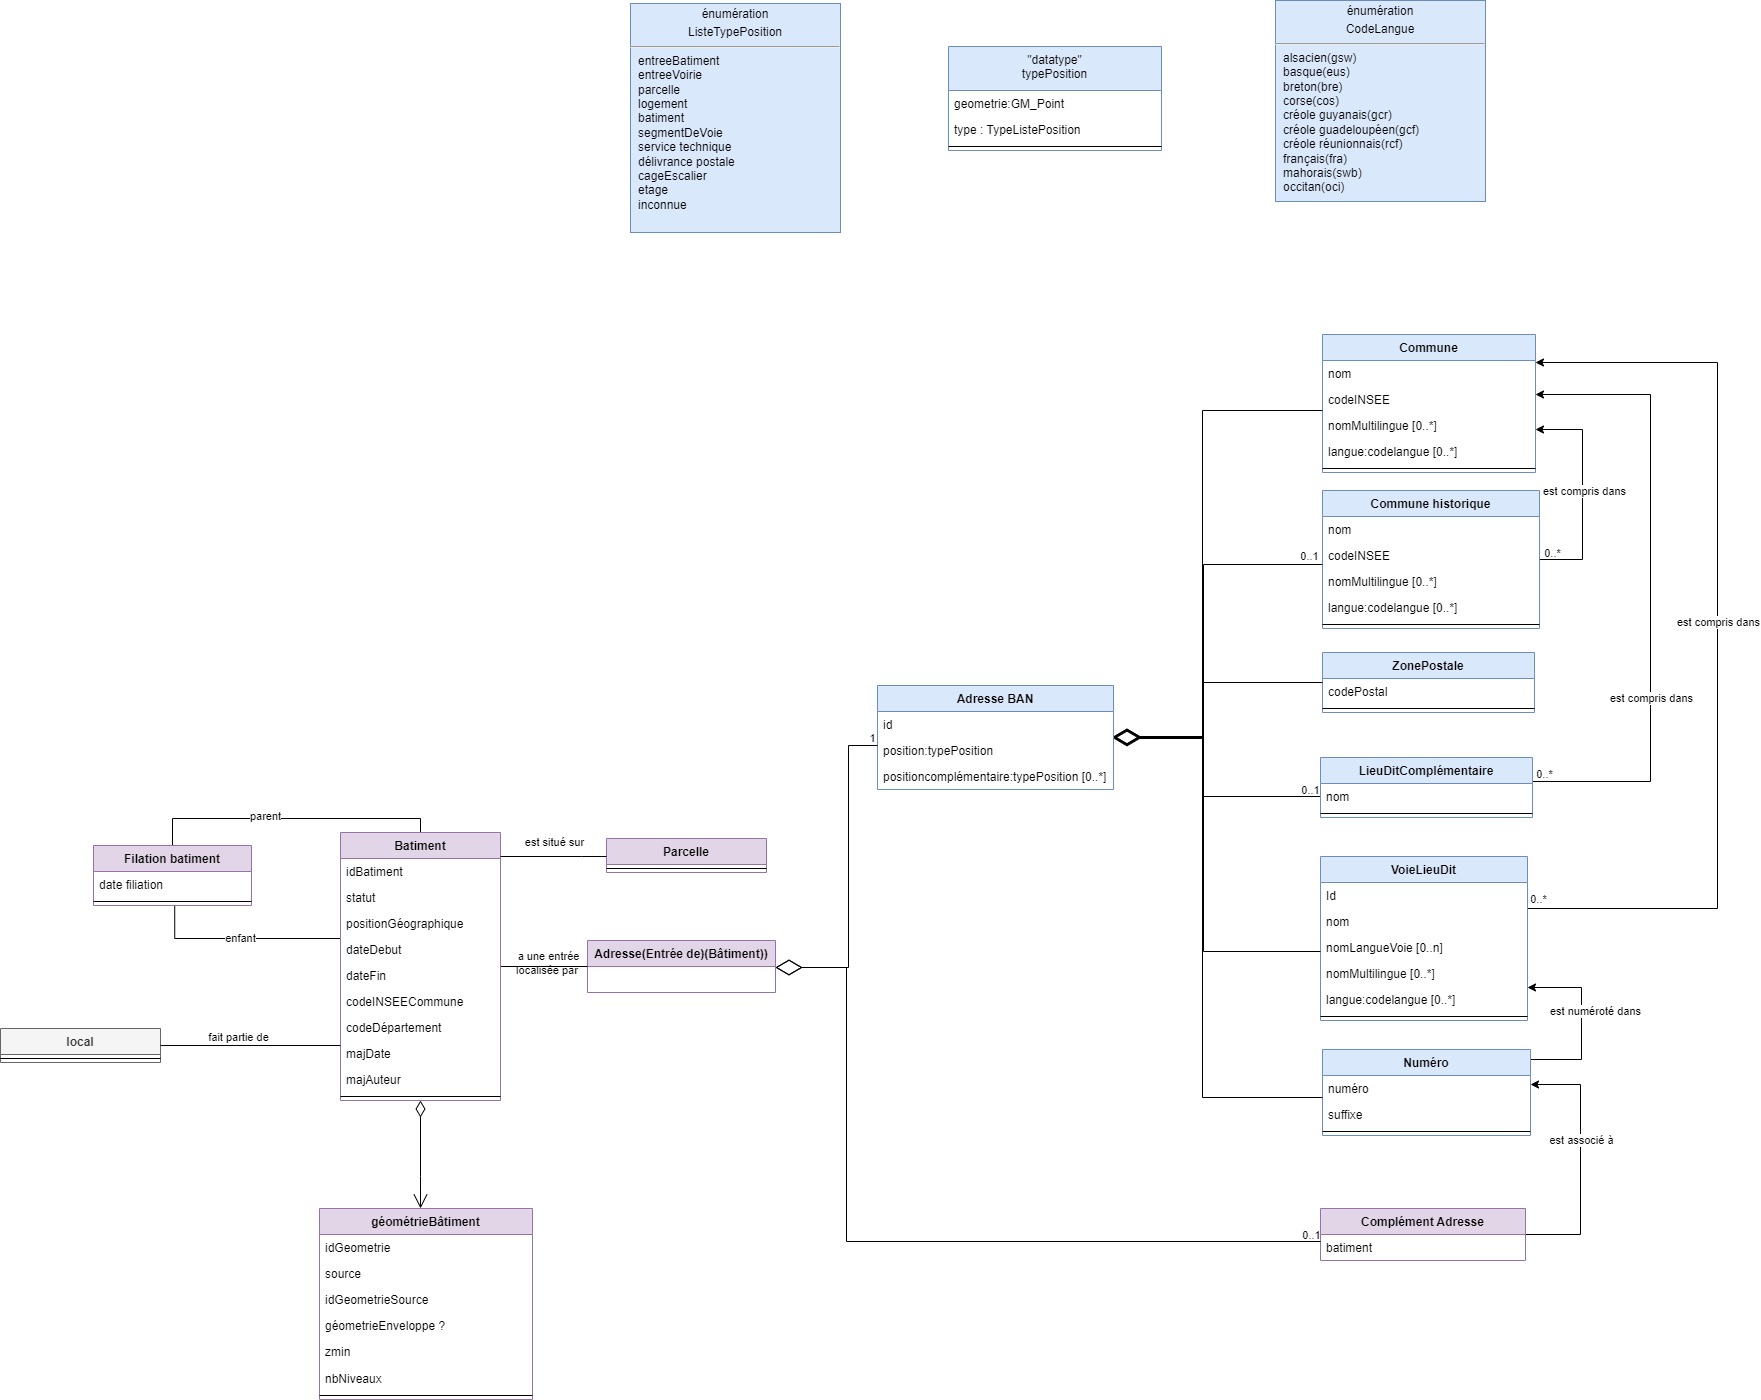 énumération
ListeTypePosition
entreeBatiment
entreeVoirie
parcelle
logement
batiment
segmentDeVoie
service technique
délivrance postale
cageEscalier
etage
inconnue
"datatype"
typePosition
geometrie:GM_Point
type : TypeListePosition
énumération
CodeLangue
alsacien(gsw)
basque(eus)
breton(bre)
corse(cos)
créole guyanais(gcr)
créole guadeloupéen(gcf)
créole réunionnais(rcf)
français(fra)
mahorais(swb)
occitan(oci)
Commune
nom
codeINSEE
nomMultilingue [0..*]
langue:codelangue [0..*]
est compris dans
Commune historique
nom
0..1
codeINSEE
0..*
nomMultilingue [0..*]
langue:codelangue [0..*]
est compris dans
ZonePostale
codePostal
est compris dans
Adresse BAN
id
1
position:typePosition
positioncomplémentaire:typePosition [0..*]
LieuDitComplémentaire
0..*
0..1
nom
parent
Filation batiment
date filiation
enfant
Batiment
idBatiment
statut
positionGéographique
dateDebut
dateFin
codeINSEECommune
codeDépartement
majDate
majAuteur
est situé sur
Parcelle
a une entrée
localisée par
Adresse(Entrée de)(Bâtiment))
VoieLieuDit
Id
0..*
nom
nomLangueVoie [0..n]
nomMultilingue [0..*]
langue:codelangue [0..*]
est numéroté dans
local
fait partie de
Numéro
numéro
suffixe
est associé à
géométrieBâtiment
idGeometrie
source
idGeometrieSource
géometrieEnveloppe ?
zmin
nbNiveaux
Complément Adresse
0..1
batiment